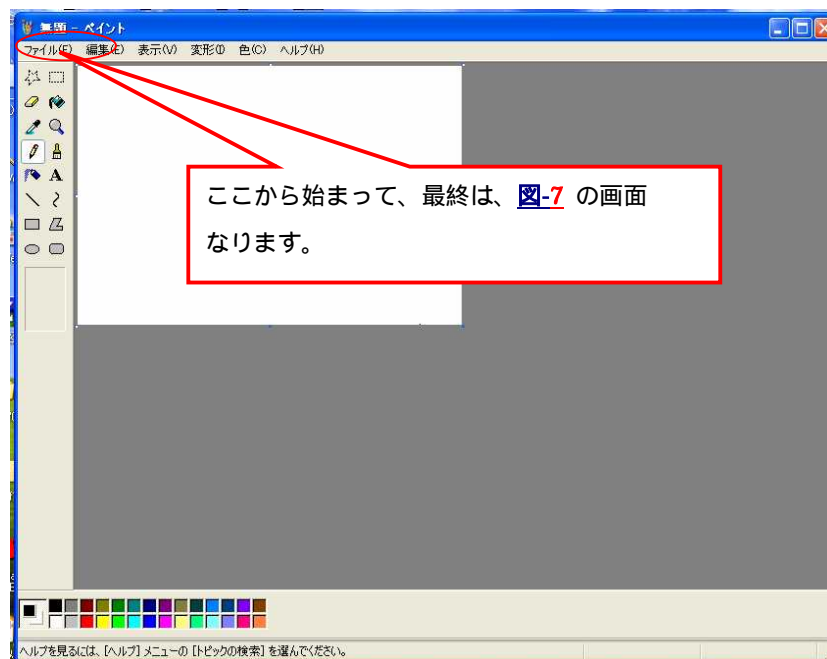 無題 - ペイント
ファイル(F) 編集(E) 表示(V) 変形(I) 色(C) ヘルプ(H)
A
ここから始まって、最終は、図-7 の画面
なります。
ヘルプを見るには、[ヘルプ] メニューの [トピックの検索] を選んでください。